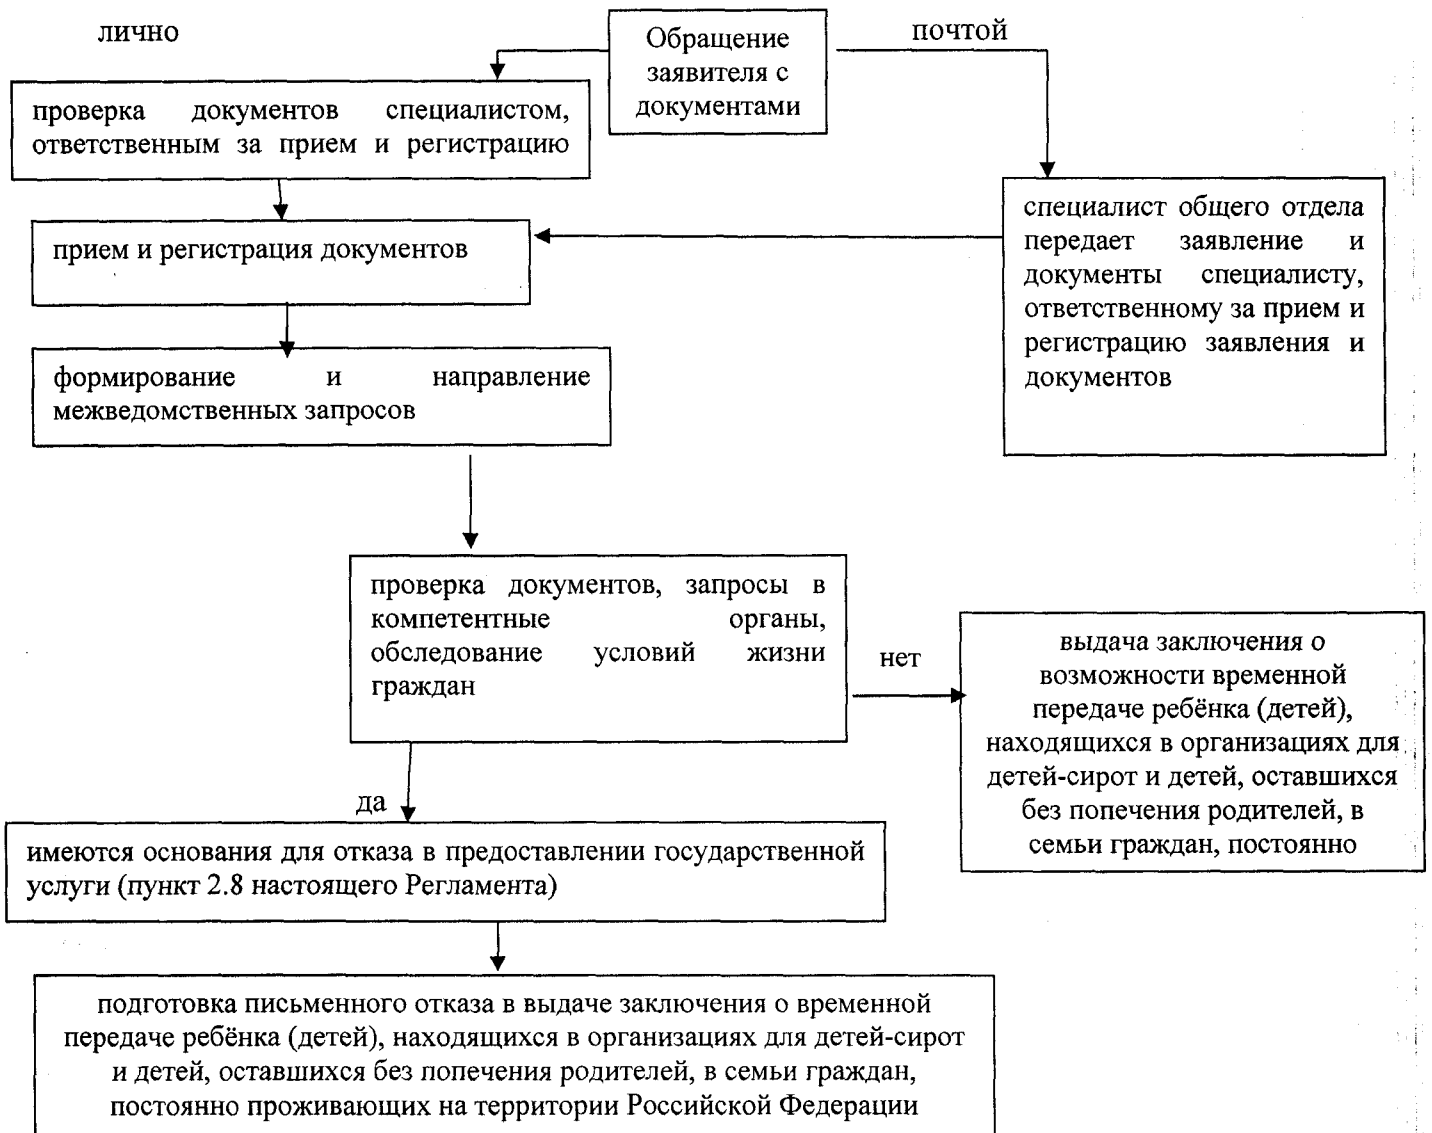 лично
Обращение
заявителя с
документами
почтой
проверка документов специалистом,
ответственным за прием и регистрацию
специалист общего отдела
передает заявление и
документы специалисту,
ответственному за прием и
регистрацию заявления и
документов
прием и регистрация документов
формирование и направление
межведомственных запросов
проверка документов, запросы в
компетентные органы,
обследование условий жизни
граждан
нет
выдача заключения о
возможности временной
передаче ребёнка (детей),
находящихся в организациях для
детей-сирот и детей, оставшихся
без попечения родителей, в
семьи граждан, постоянно
да
имеются основания для отказа в предоставлении государственной
услуги (пункт 2.8 настоящего Регламента)
подготовка письменного отказа в выдаче заключения о временной
передаче ребёнка (детей), находящихся в организациях для детей-сирот
и детей, оставшихся без попечения родителей, в семьи граждан,
постоянно проживающих на территории Российской Федерации